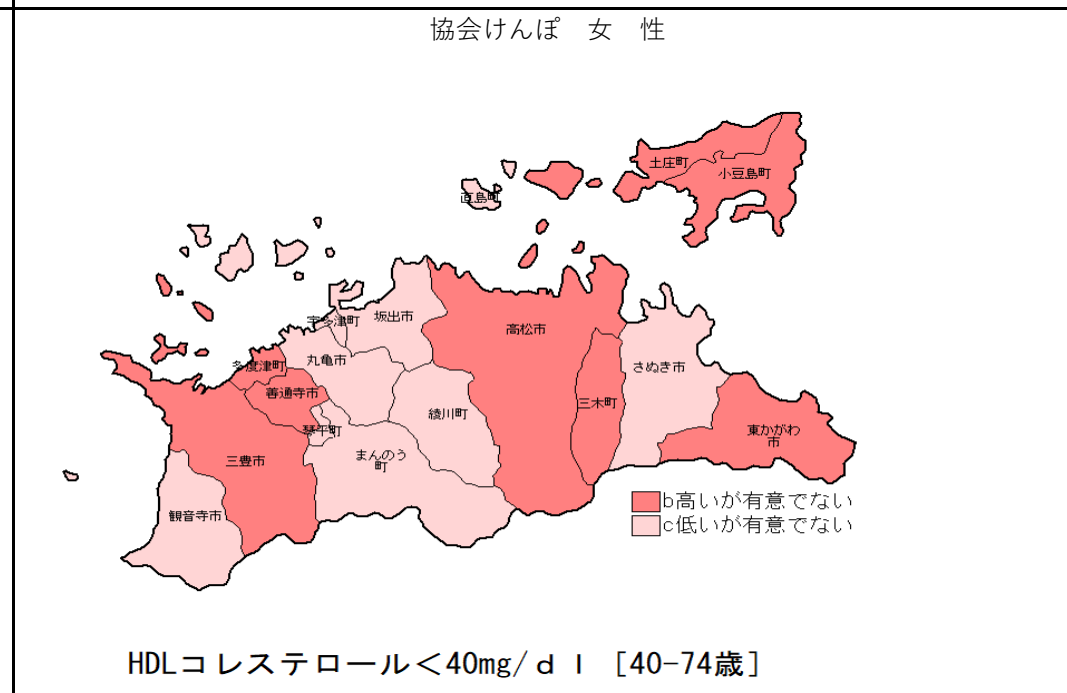 協会けんぽ　女　性
土庄町
小豆島町
直島町
宇多津町
坂出市
高松市
多度津町
丸亀市
さぬき市
善通寺市
三木町
綾川町
琴平町
東かがわ
市
まんのう
町
三豊市
観音寺市
b高いが有意でない
c低いが有意でない
HDLコレステロール＜40mg/ｄｌ［40-74歳］